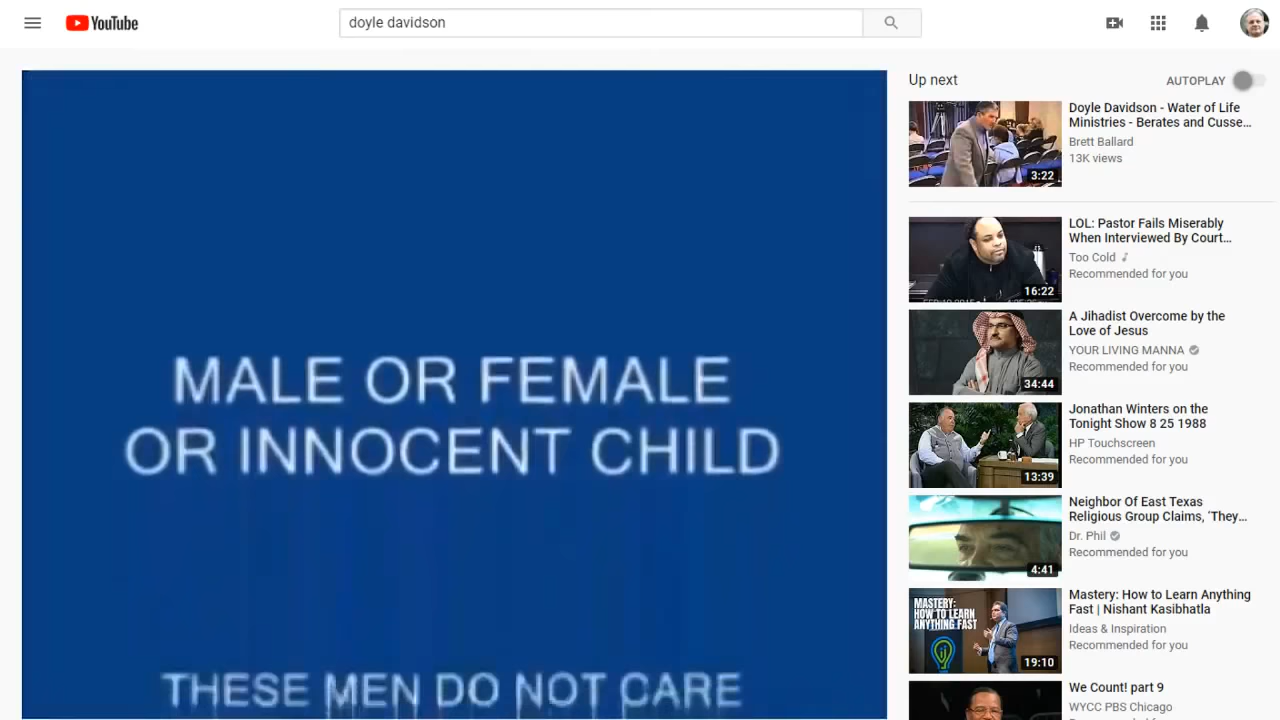 YouTube
doyle davidson
MALE OR FEMALE
OR INNOCENT CHILD
THESE MEN DO NOT CARE
Up next
AUTOPLAY
Doyle Davidson - Water of Life
Ministries - Berates and Cusse...
Brett Ballard
13K views
3:22
LOL: Pastor Fails Miserably
When Interviewed By Court...
Too Cold
Recommended for you
16:22
A Jihadist Overcome by the
Love of Jesus
YOUR LIVING MANNA
Recommended for you
34:44
Jonathan Winters on the
Tonight Show 8 25 1988
HP Touchscreen
Recommended for you
13:39
Neighbor Of East Texas
Religious Group Claims, ‘They...
Dr. Phil
Recommended for you
4:41
MASTERY:
HOW TO LEARN
ANYTHING FAST
Mastery: How to Learn Anything
Fast | Nishant Kasibhatla
Ideas & Inspiration
Recommended for you
19:10
We Count! part 9
WYCC PBS Chicago